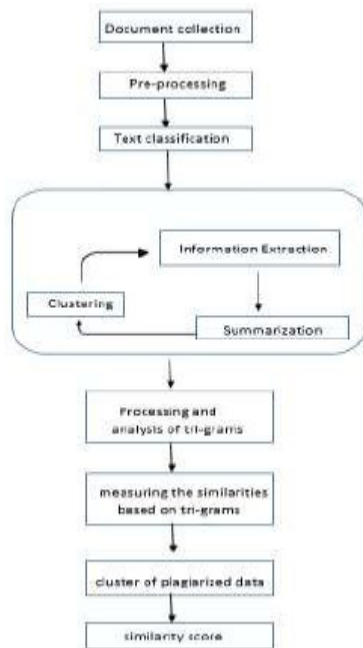 Document collection
Pre-processing
Text classification
Information Extraction
Clustering
Summarization
Processing and
analysis of tri-grams
measuring the similarities
based on tri-grams
cluster of plagiarized data
similarity score